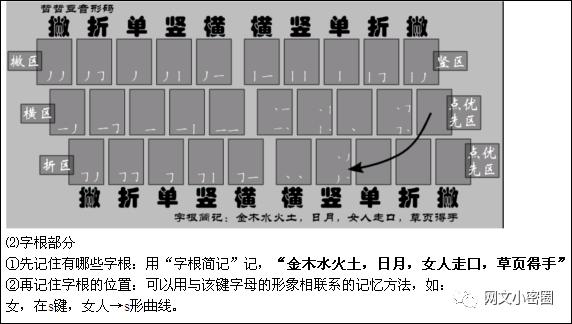 哲哲豆音形码
撇 折 单 竖 横 横 竖 单 折 撇
撇区 竖区
横区 点优先区
折区 点优先区
撇 折 单 竖 横 横 竖 单 折 撇
字根简记：金木水火土，日月，女人走口，草页得手
⑵字根部分
①先记住有哪些字根：用“字根简记”记，“金木水火土，日月，女人走口，草页得手”
②再记住字根的位置：可以用与该键字母的形象相联系的记忆方法，如：
女，在s键，女人→s形曲线。
网文小密圈